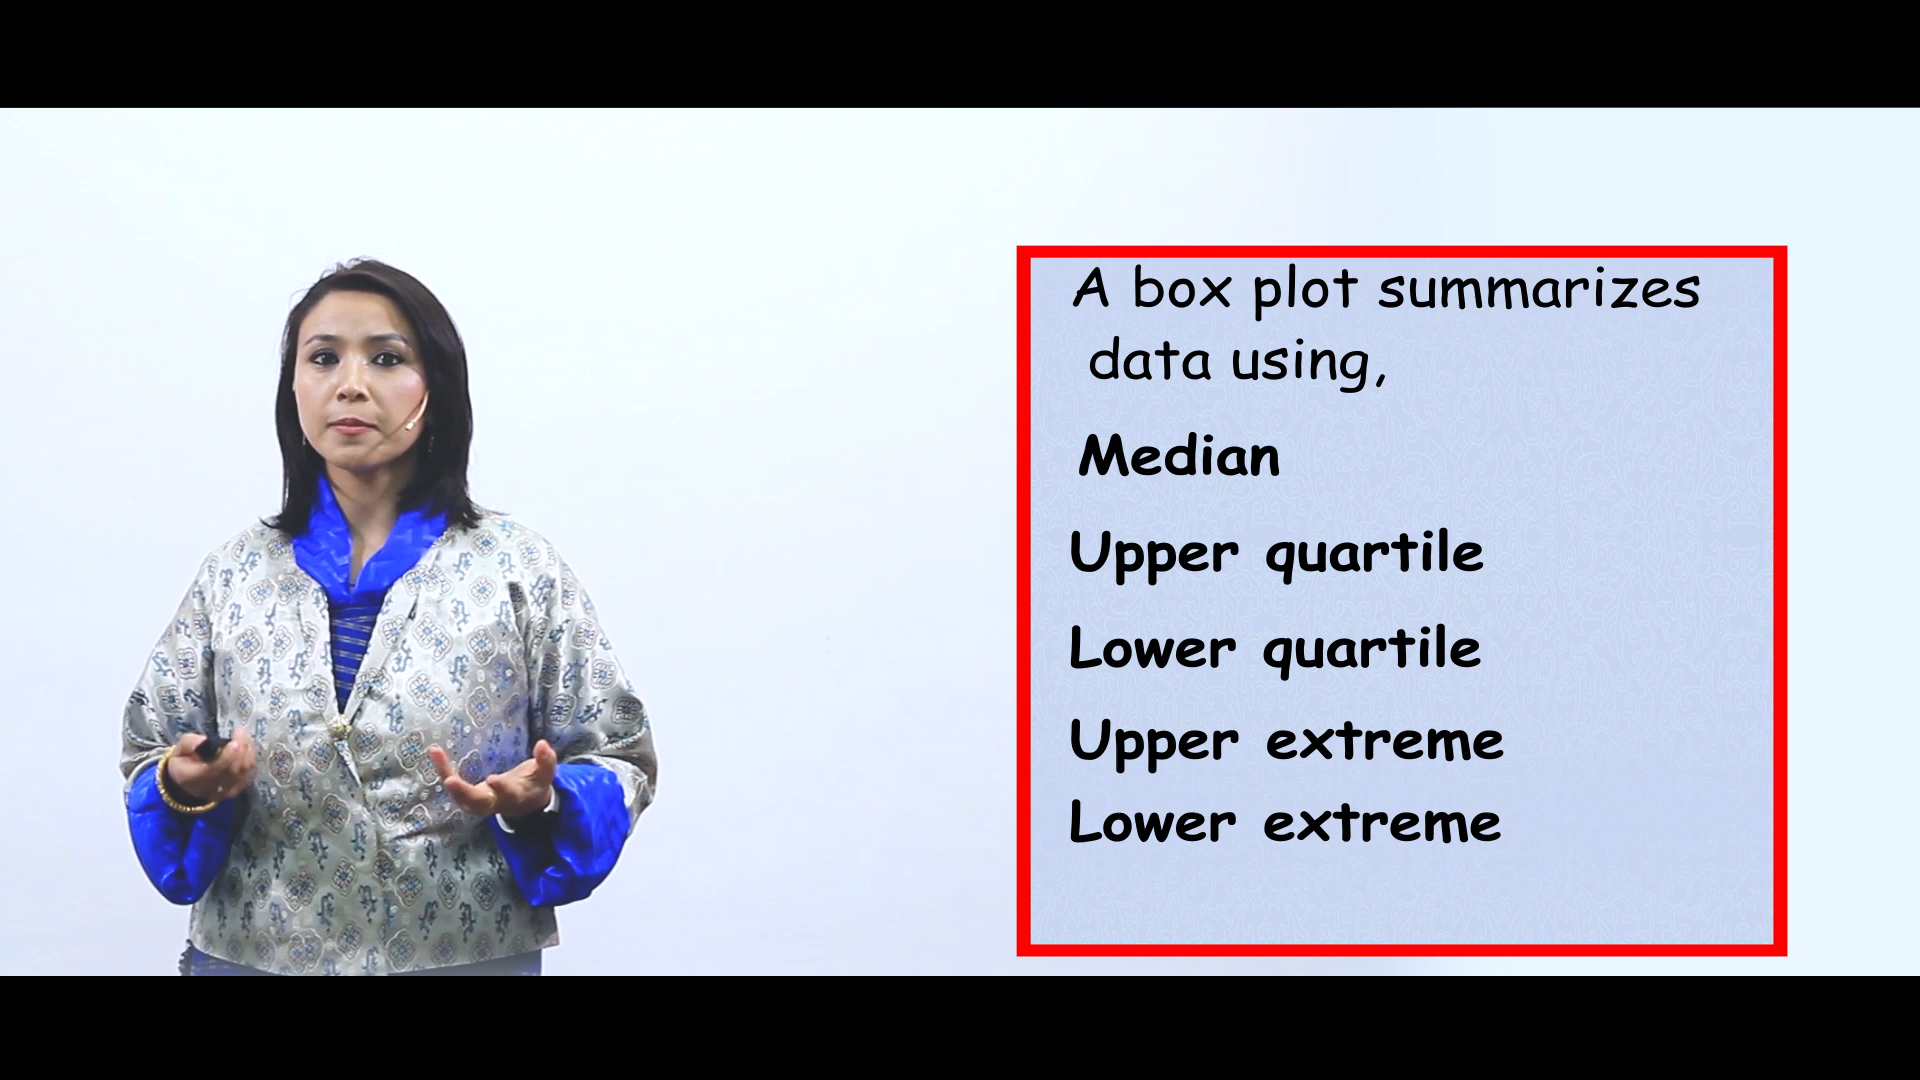 A box plot summarizes
data using,
Median
Upper quartile
Lower quartile
Upper extreme
Lower extreme